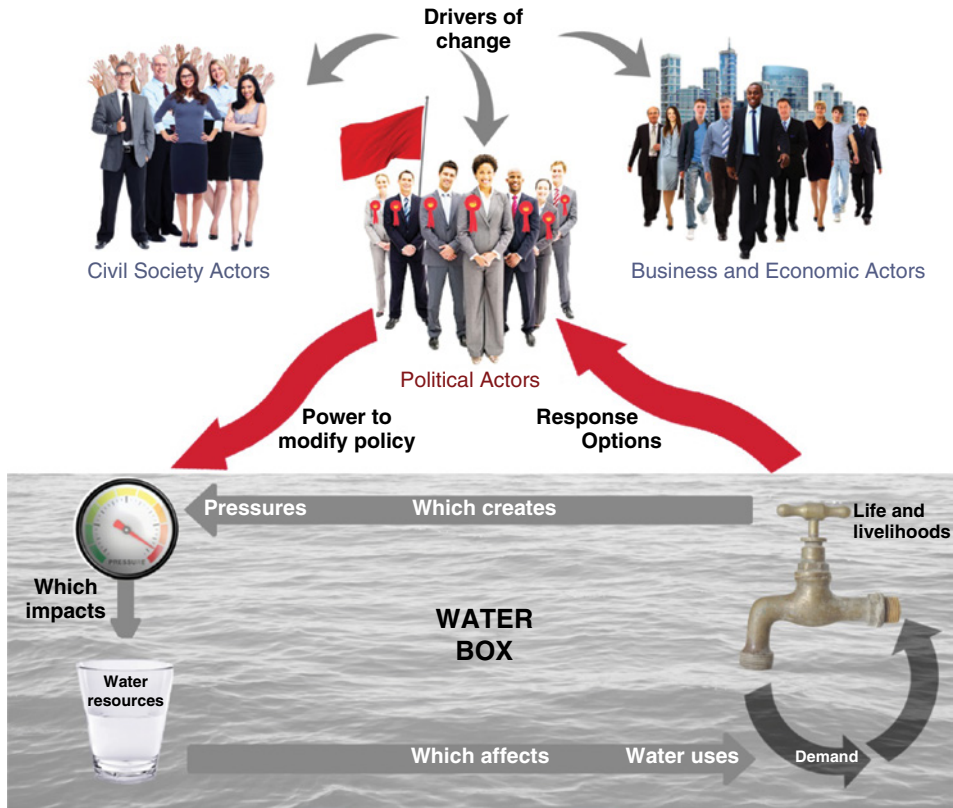 Drivers of
change
Civil Society Actors
Business and Economic Actors
Political Actors
Power to
modify policy
Response
Options
Pressures
Which creates
Life and
livelihoods
PRESSURE
Which
impacts
WATER
BOX
Water
resources
Which affects
Water uses
Demand